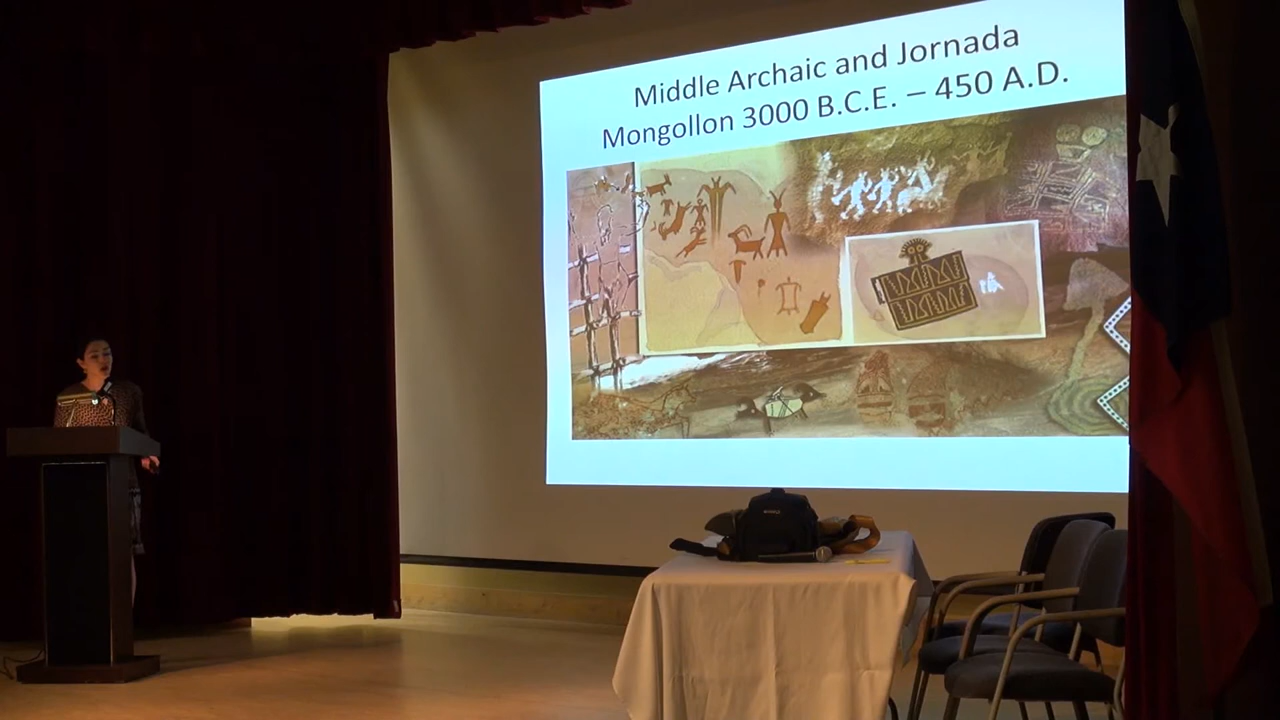 Middle Archaic and Jornada
Mongollon 3000 B.C.E. – 450 A.D.